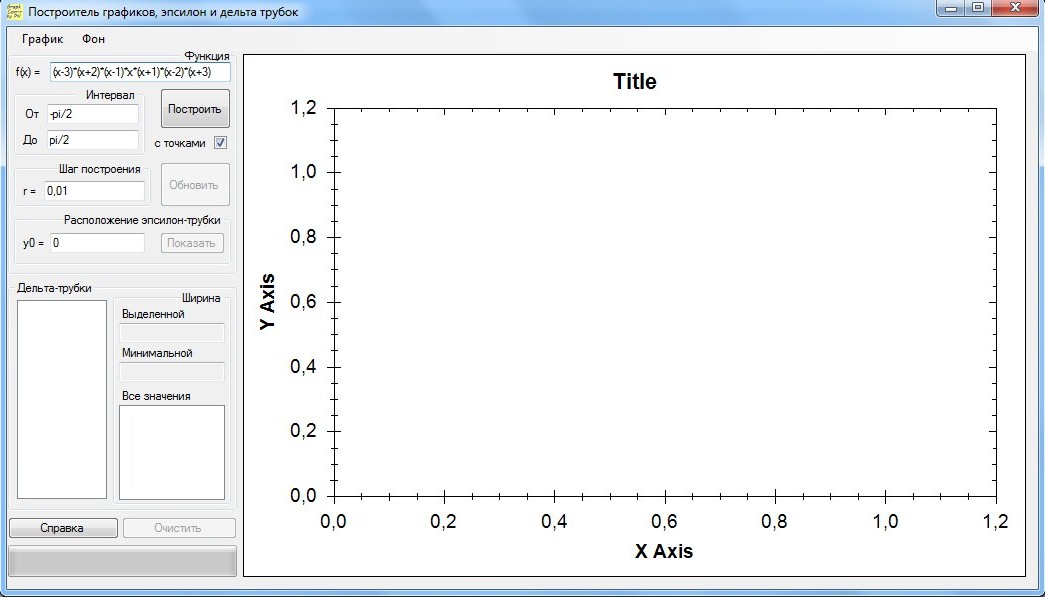 Построитель графиков, эпсилон и дельта трубок
График Фон
Функция
f(x) = (x-3)*(x+2)*(x-1)*x*(x+1)*(x-2)*(x+3)
Интервал
От -pi/2
До pi/2
Построить
с точками
Шаг построения
r = 0,01
Обновить
Расположение эпсилон-трубки
y0 = 0
Показать
Дельта-трубки
Ширина
Выделенной
Минимальной
Все значения
Справка
Очистить
Title
Y Axis
1,2
1,0
0,8
0,6
0,4
0,2
0,0
0,0 0,2 0,4 0,6 0,8 1,0 1,2
X Axis